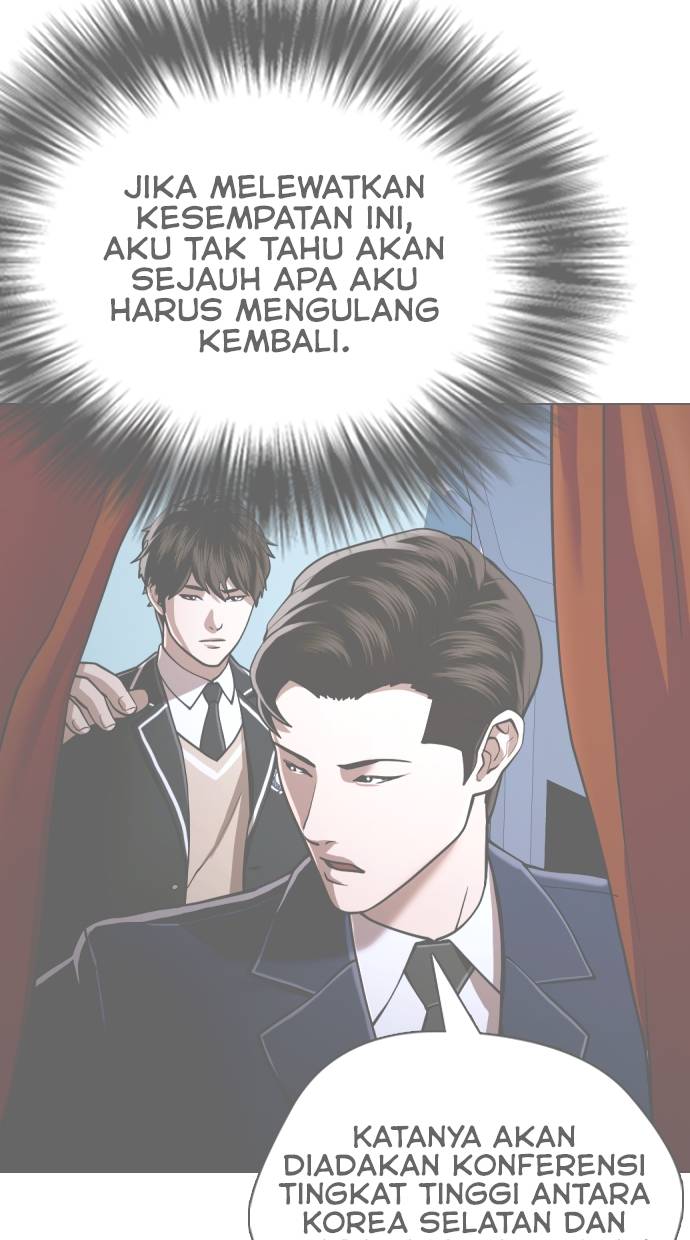 JIKA MELEWATKAN
KESEMPATAN INI,
AKU TAK TAHU AKAN
SEJAUH APA AKU
HARUS MENGULANG
KEMBALI.
KATANYA AKAN
DIADAKAN KONFERENSI
TINGKAT TINGGI ANTARA
KOREA SELATAN DAN